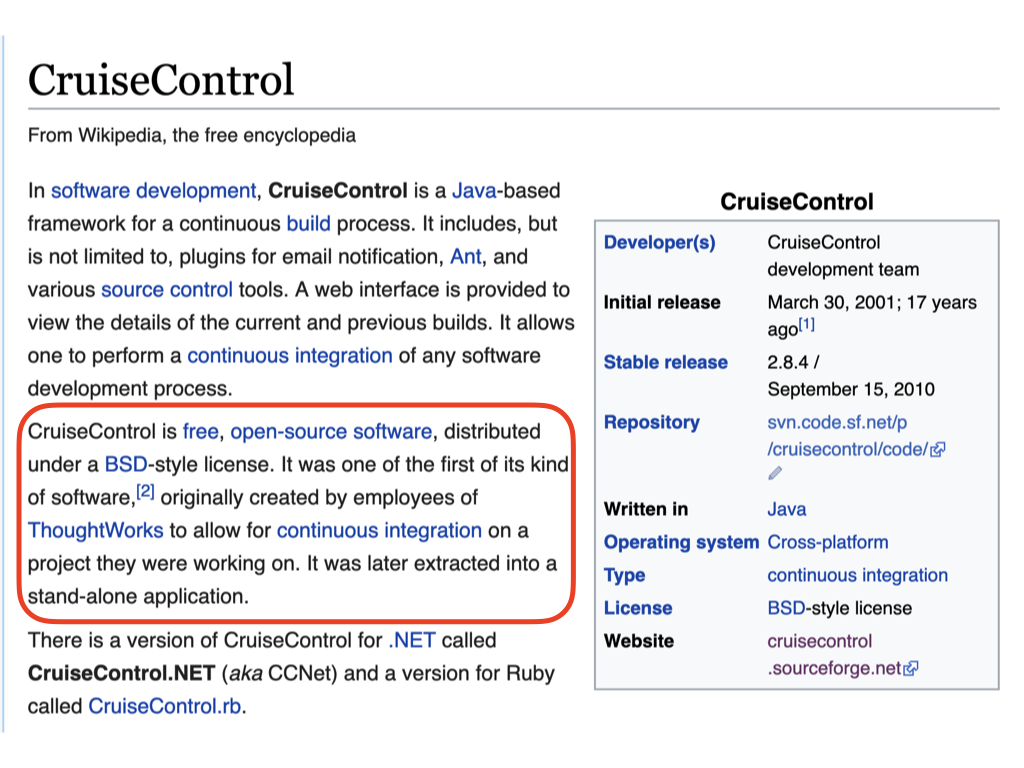 CruiseControl
From Wikipedia, the free encyclopedia
In software development, CruiseControl is a Java-based
framework for a continuous build process. It includes, but
is not limited to, plugins for email notification, Ant, and
various source control tools. A web interface is provided to
view the details of the current and previous builds. It allows
one to perform a continuous integration of any software
development process.
CruiseControl is free, open-source software, distributed
under a BSD-style license. It was one of the first of its kind
of software,[2] originally created by employees of
ThoughtWorks to allow for continuous integration on a
project they were working on. It was later extracted into a
stand-alone application.
There is a version of CruiseControl for .NET called
CruiseControl.NET (aka CCNet) and a version for Ruby
called CruiseControl.rb.
CruiseControl
Developer(s) CruiseControl
development team
Initial release March 30, 2001; 17 years
ago[1]
Stable release 2.8.4 /
September 15, 2010
Repository svn.code.sf.net/p
/cruisecontrol/code/
Written in Java
Operating system Cross-platform
Type continuous integration
License BSD-style license
Website cruisecontrol
.sourceforge.net